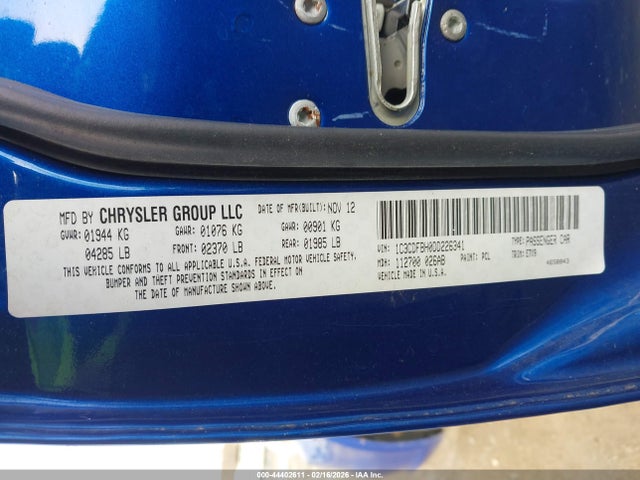 MFD BY CHRYSLER GROUP LLC DATE OF MFR(BUILT): NOV 12
GVWR: 01944 KG GAWR: 01076 KG GAWR: 00901 KG
04285 LB FRONT: 02370 LB REAR: 01985 LB
THIS VEHICLE CONFORMS TO ALL APPLICABLE U.S.A. FEDERAL MOTOR VEHICLE SAFETY,
BUMPER AND THEFT PREVENTION STANDARDS IN EFFECT ON
THE DATE OF MANUFACTURE SHOWN ABOVE.
VIN: 1C3CDFBH0DD226341 TYPE: PASSENGER CAR
MDH: 112700 026AB PAINT: PCL TRIM: E7X9
VEHICLE MADE IN U.S.A.
000-44402611 - 02/16/2026 - IAA Inc.